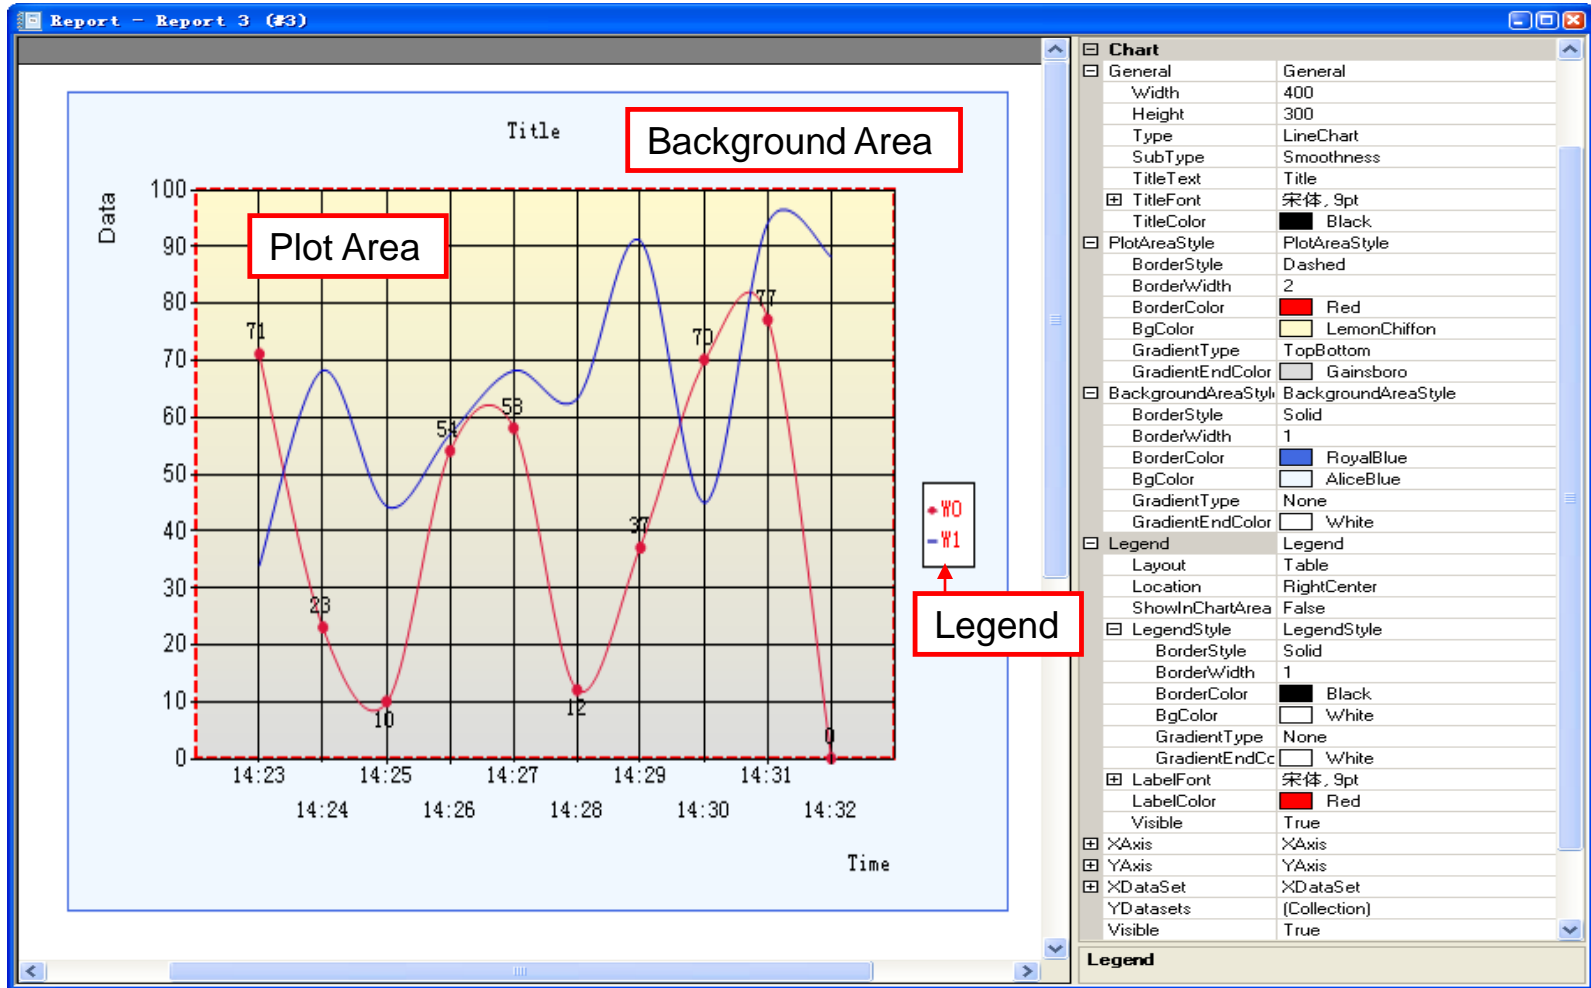 Report - Report 3 (#3)
Title
Background Area
Data
Plot Area
100
90
80
70
60
50
40
30
20
10
0
71
23
10
54
58
12
37
70
77
0
14:23 14:25 14:27 14:29 14:31
14:24 14:26 14:28 14:30 14:32
Time
W0
W1
Legend
Chart
General General
Width 400
Height 300
Type LineChart
SubType Smoothness
TitleText Title
TitleFont 宋体, 9pt
TitleColor Black
PlotAreaStyle PlotAreaStyle
BorderStyle Dashed
BorderWidth 2
BorderColor Red
BgColor LemonChiffon
GradientType TopBottom
GradientEndColor Gainsboro
BackgroundAreaStyl BackgroundAreaStyle
BorderStyle Solid
BorderWidth 1
BorderColor RoyalBlue
BgColor AliceBlue
GradientType None
GradientEndColor White
Legend Legend
Layout Table
Location RightCenter
ShowInChartArea False
LegendStyle LegendStyle
BorderStyle Solid
BorderWidth 1
BorderColor Black
BgColor White
GradientType None
GradientEndCo White
LabelFont 宋体, 9pt
LabelColor Red
Visible True
XAxis XAxis
YAxis YAxis
XDataSet XDataSet
YDatasets (Collection)
Visible True
Legend